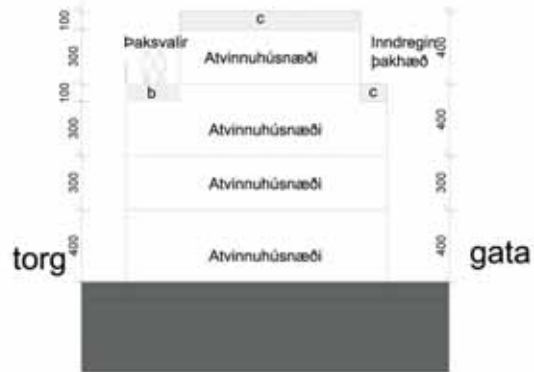 c
100
Þaksvalir
Inndregin
þakhæð
300
Atvinnuhúsnæði
400
100
b
c
300
Atvinnuhúsnæði
400
300
Atvinnuhúsnæði
300
torg
400
Atvinnuhúsnæði
400
gata